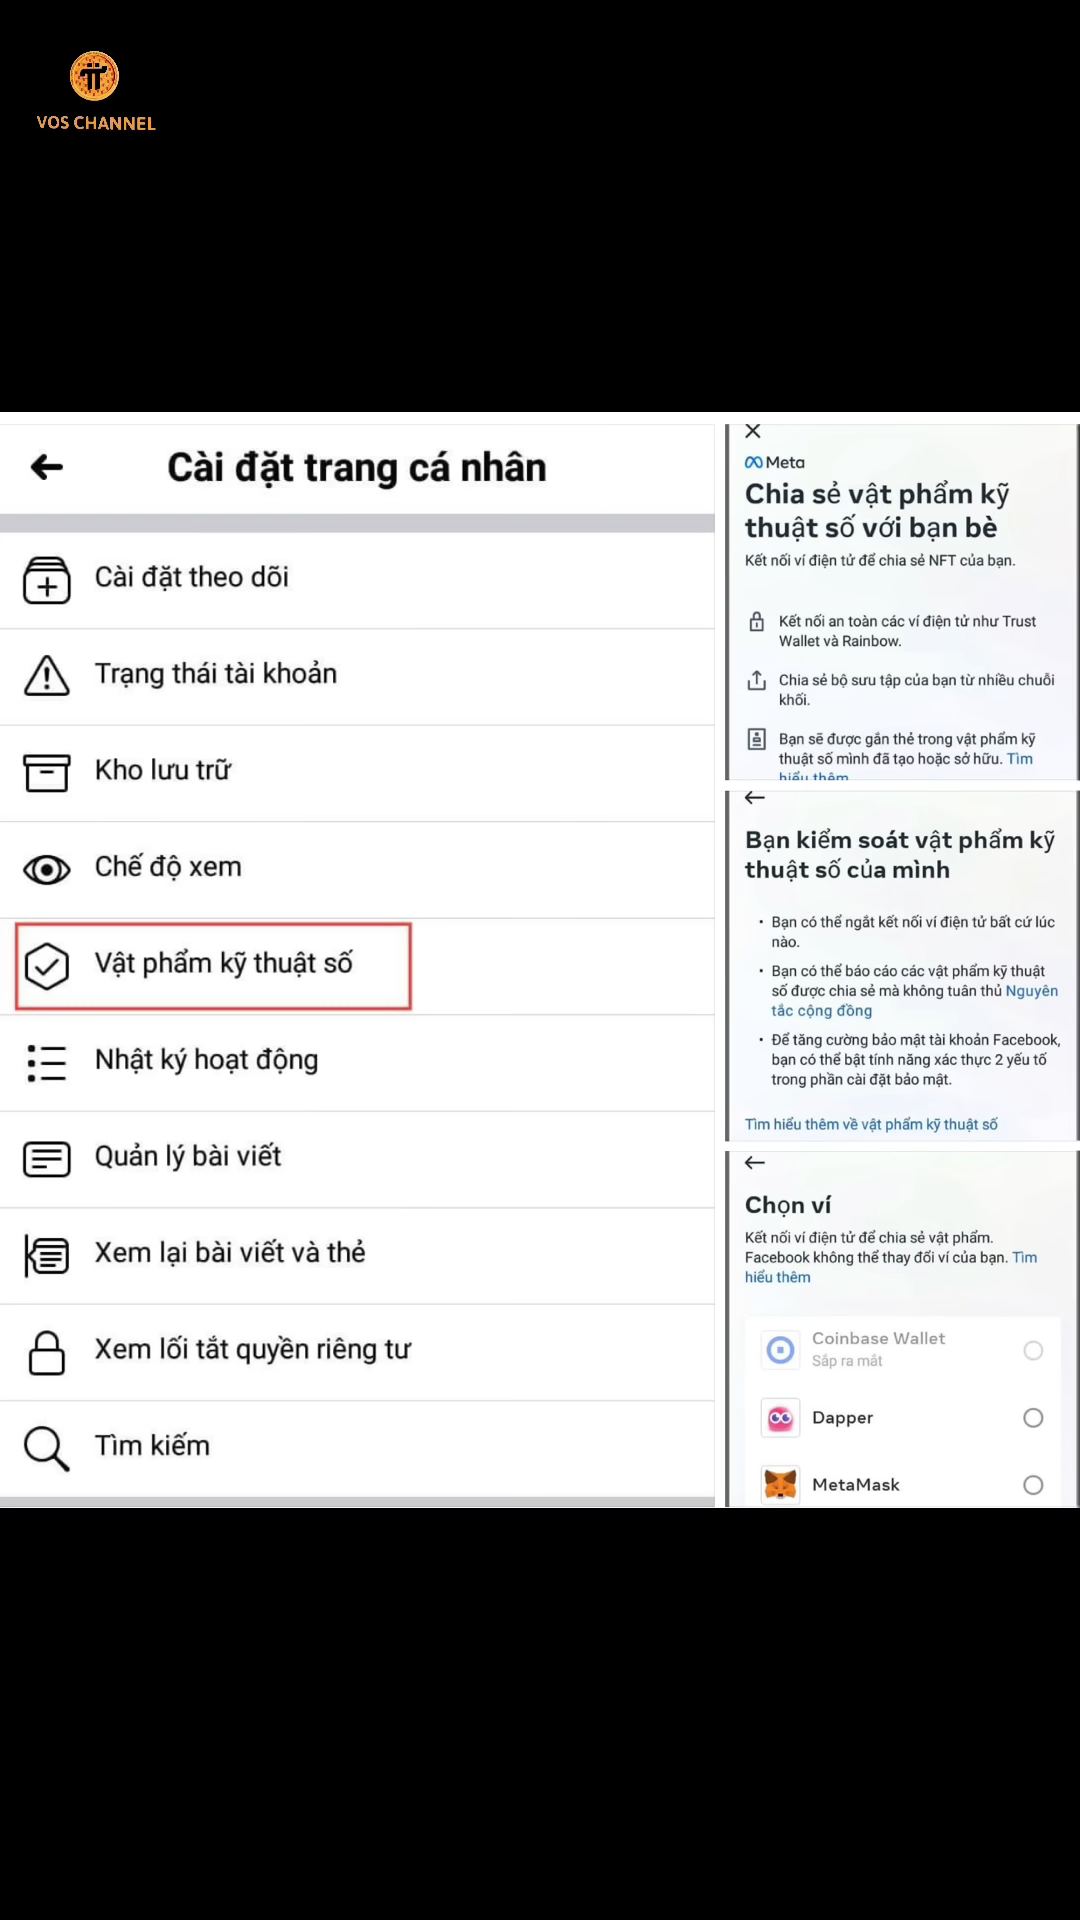 VOS CHANNEL
Cài đặt trang cá nhân
Cài đặt theo dõi
Trạng thái tài khoản
Kho lưu trữ
Chế độ xem
Vật phẩm kỹ thuật số
Nhật ký hoạt động
Quản lý bài viết
Xem lại bài viết và thẻ
Xem lối tắt quyền riêng tư
Tìm kiếm
Meta
Chia sẻ vật phẩm kỹ
thuật số với bạn bè
Kết nối ví điện tử để chia sẻ NFT của bạn.
Kết nối an toàn các ví điện tử như Trust
Wallet và Rainbow.
Chia sẻ bộ sưu tập của bạn từ nhiều chuỗi
khối.
Bạn sẽ được gắn thẻ trong vật phẩm kỹ
thuật số mình đã tạo hoặc sở hữu. Tìm
hiểu thêm
Bạn kiểm soát vật phẩm kỹ
thuật số của mình
• Bạn có thể ngắt kết nối ví điện tử bất cứ lúc
nào.
• Bạn có thể báo cáo các vật phẩm kỹ thuật
số được chia sẻ mà không tuân thủ Nguyên
tắc cộng đồng
• Để tăng cường bảo mật tài khoản Facebook,
bạn có thể bật tính năng xác thực 2 yếu tố
trong phần cài đặt bảo mật.
Tìm hiểu thêm về vật phẩm kỹ thuật số
Chọn ví
Kết nối ví điện tử để chia sẻ vật phẩm.
Facebook không thể thay đổi ví của bạn. Tìm
hiểu thêm
Coinbase Wallet
Sắp ra mắt
Dapper
MetaMask